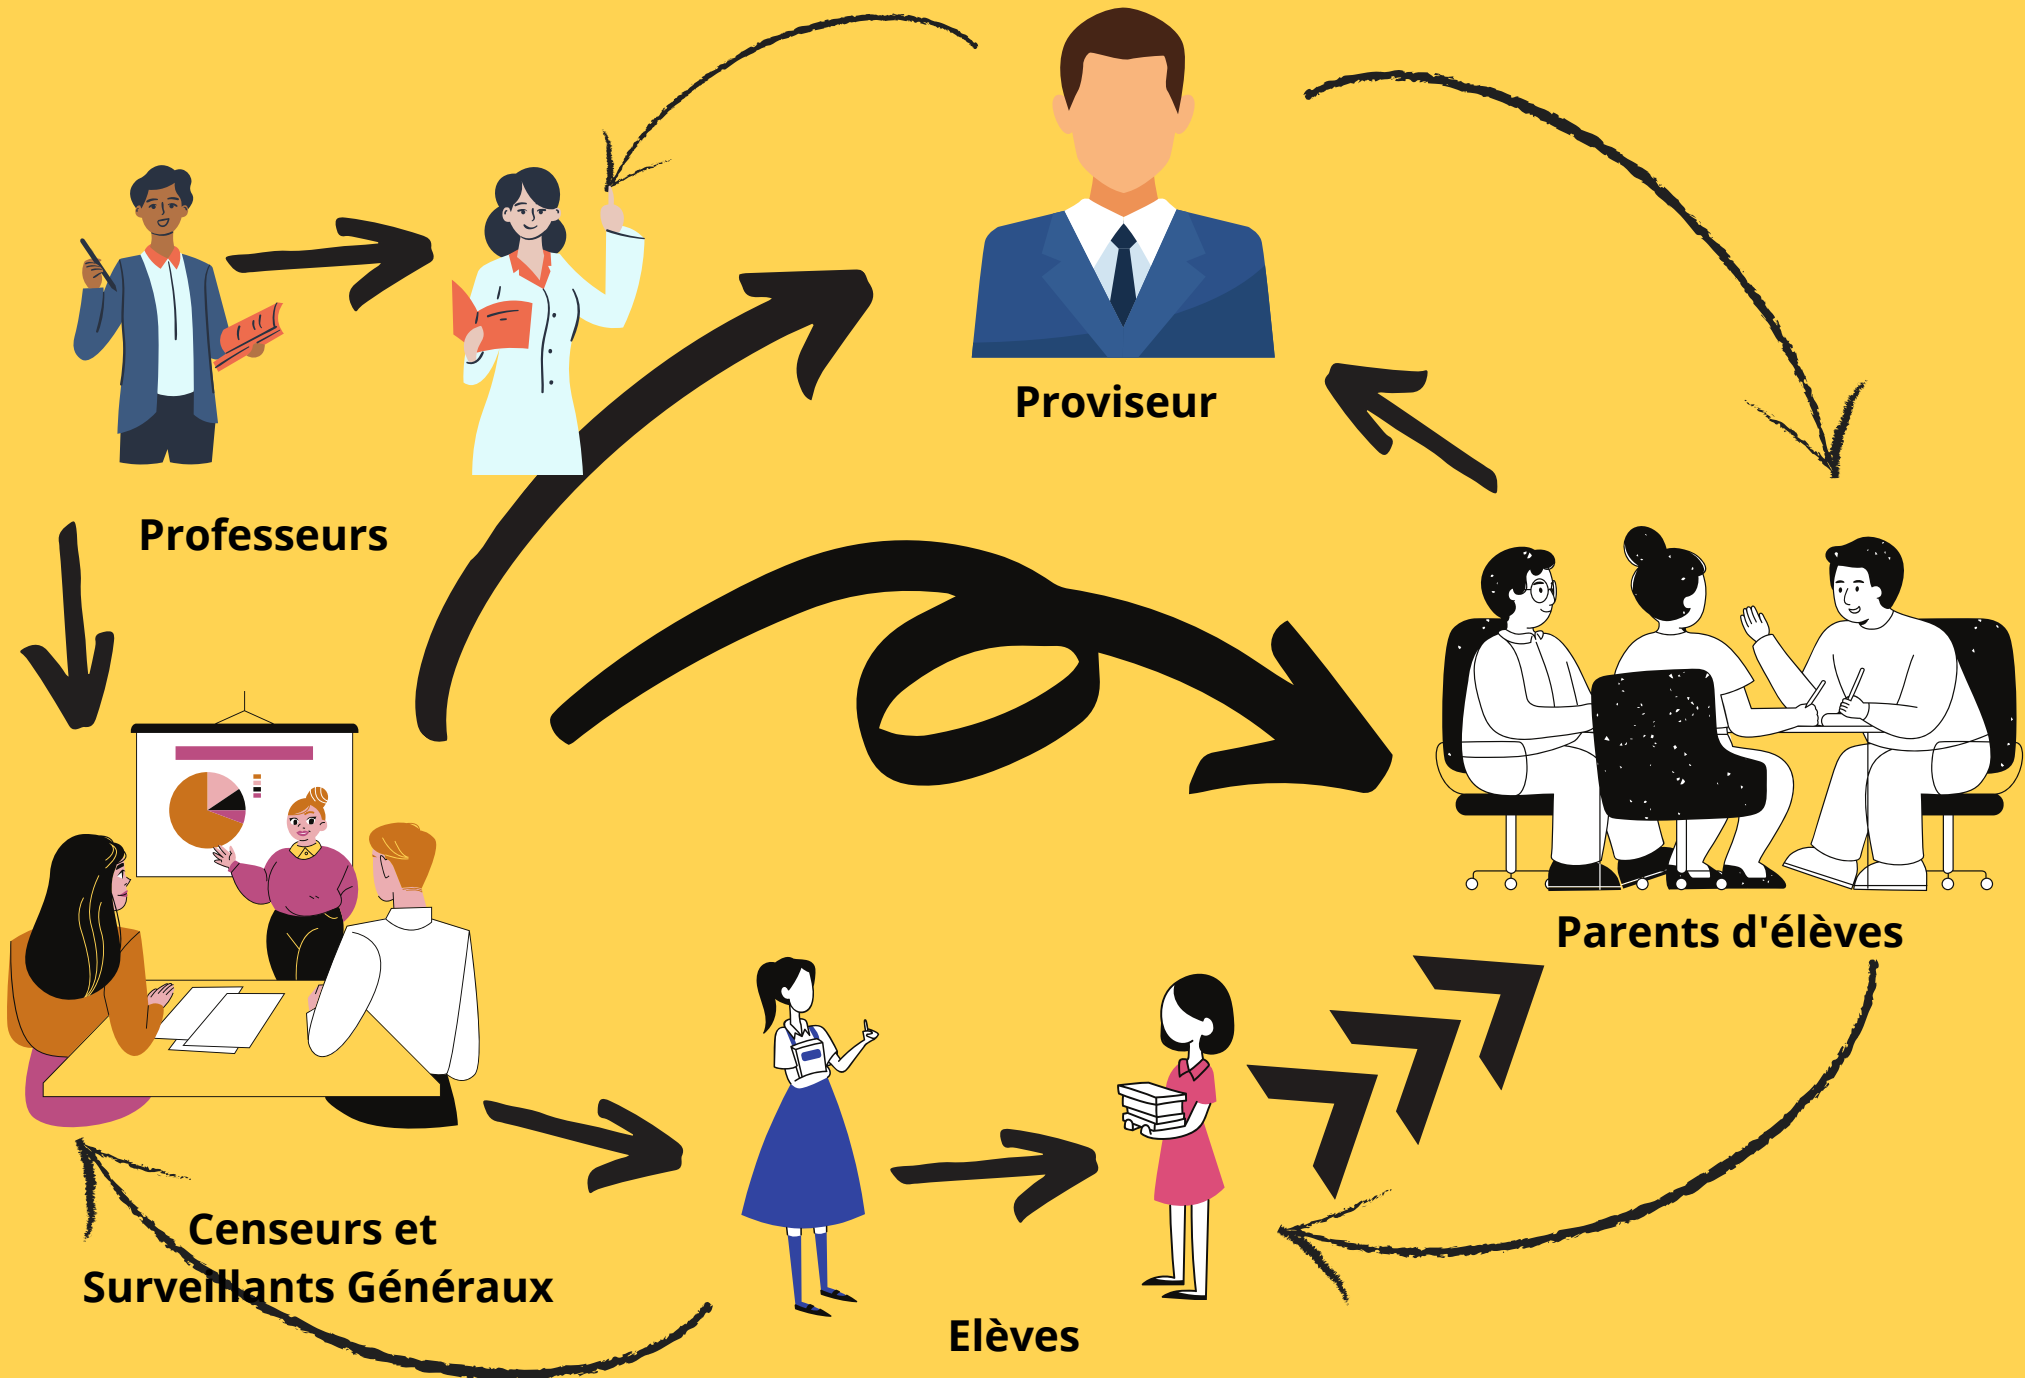 Proviseur
Professeurs
Parents d'élèves
Censeurs et
Surveillants Généraux
Elèves